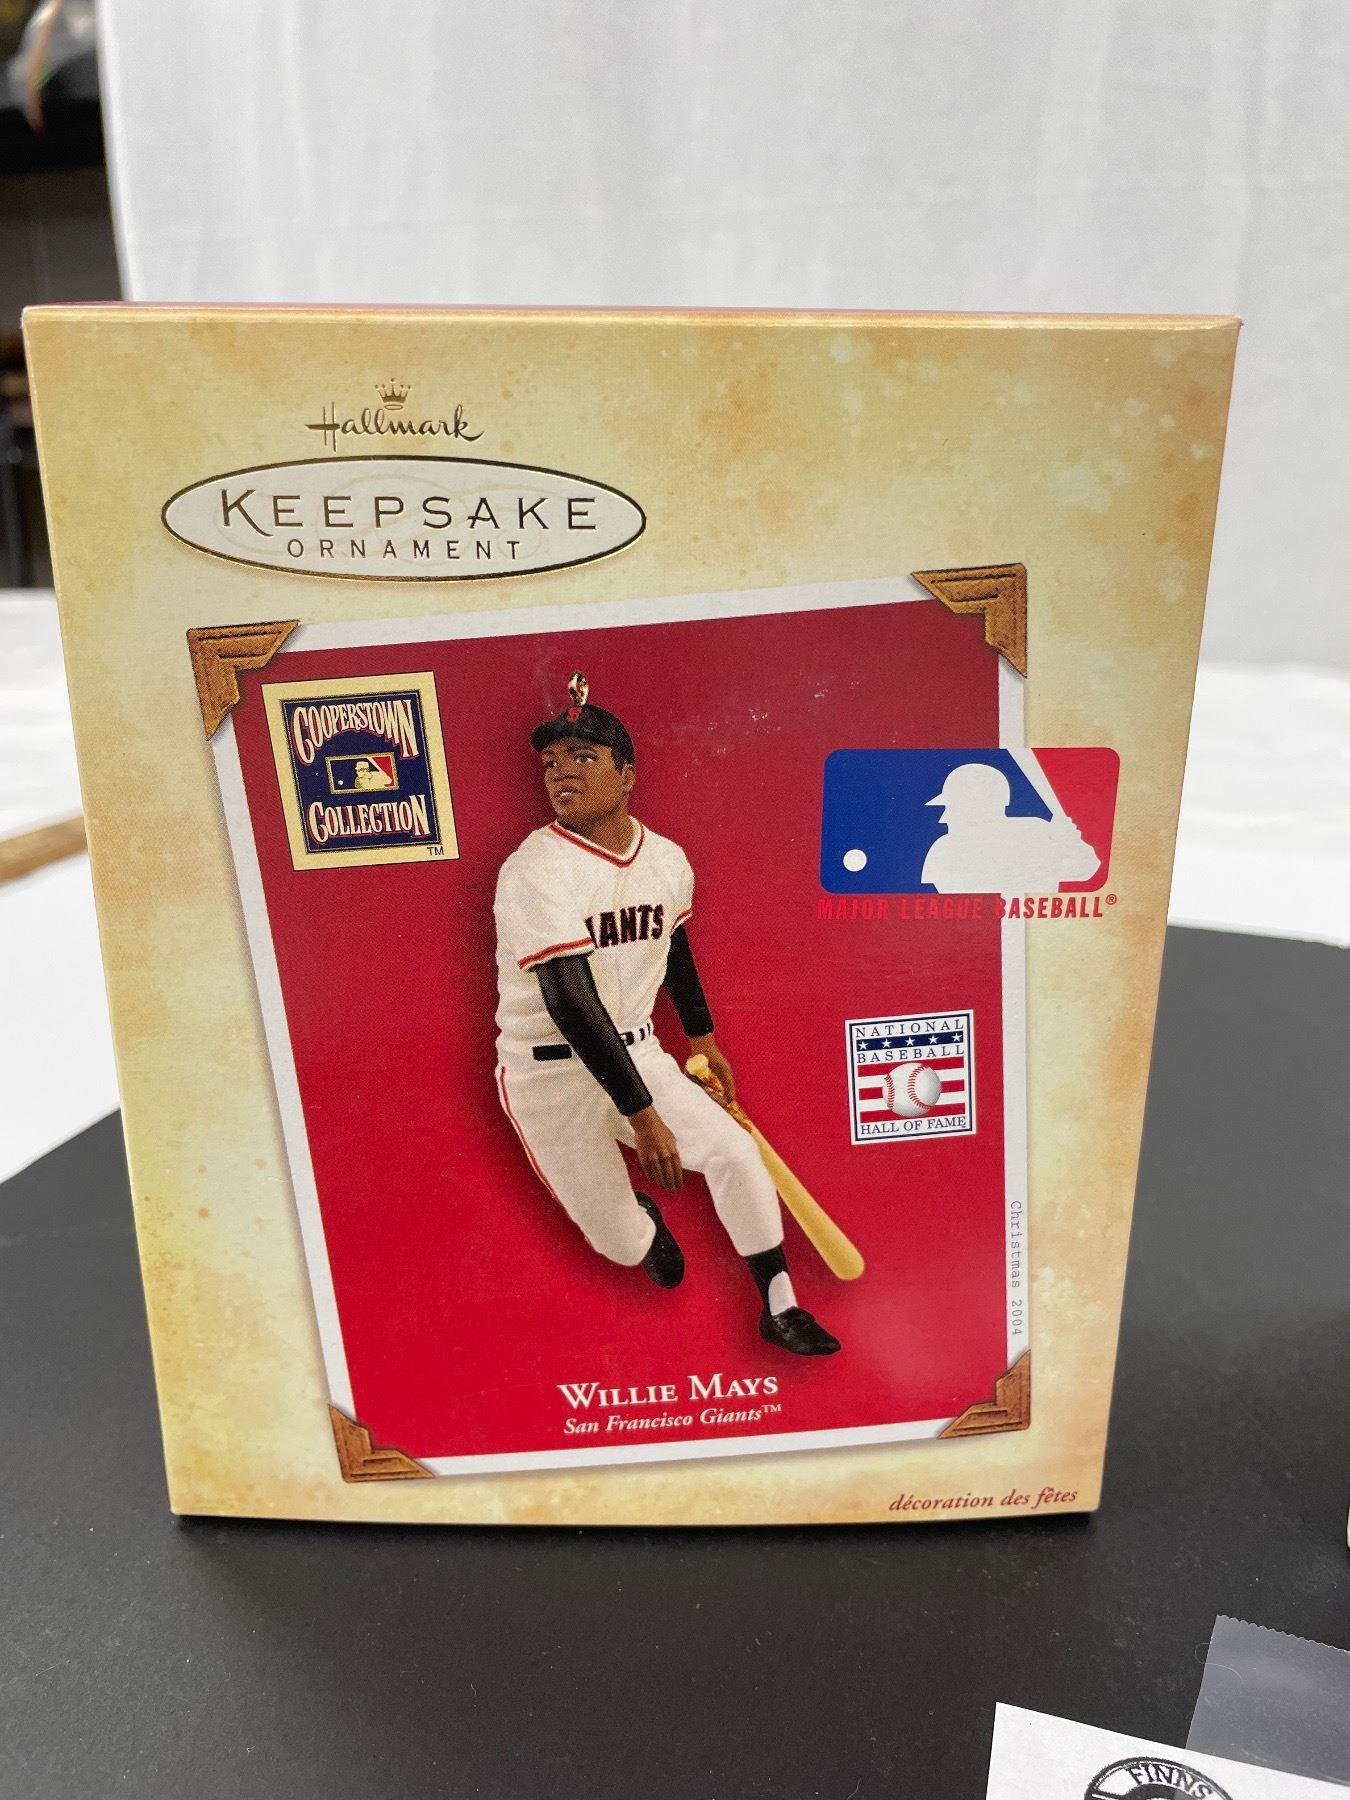 Hallmark
KEEPSAKE
ORNAMENT
COOPERSTOWN
COLLECTION
TM
S
IANTS
MAJOR LEAGUE BASEBALL®
NATIONAL
BASEBALL
HALL OF FAME
Christmas 2004
WILLIE MAYS
San Francisco Giants™
décoration des fêtes
FINNS